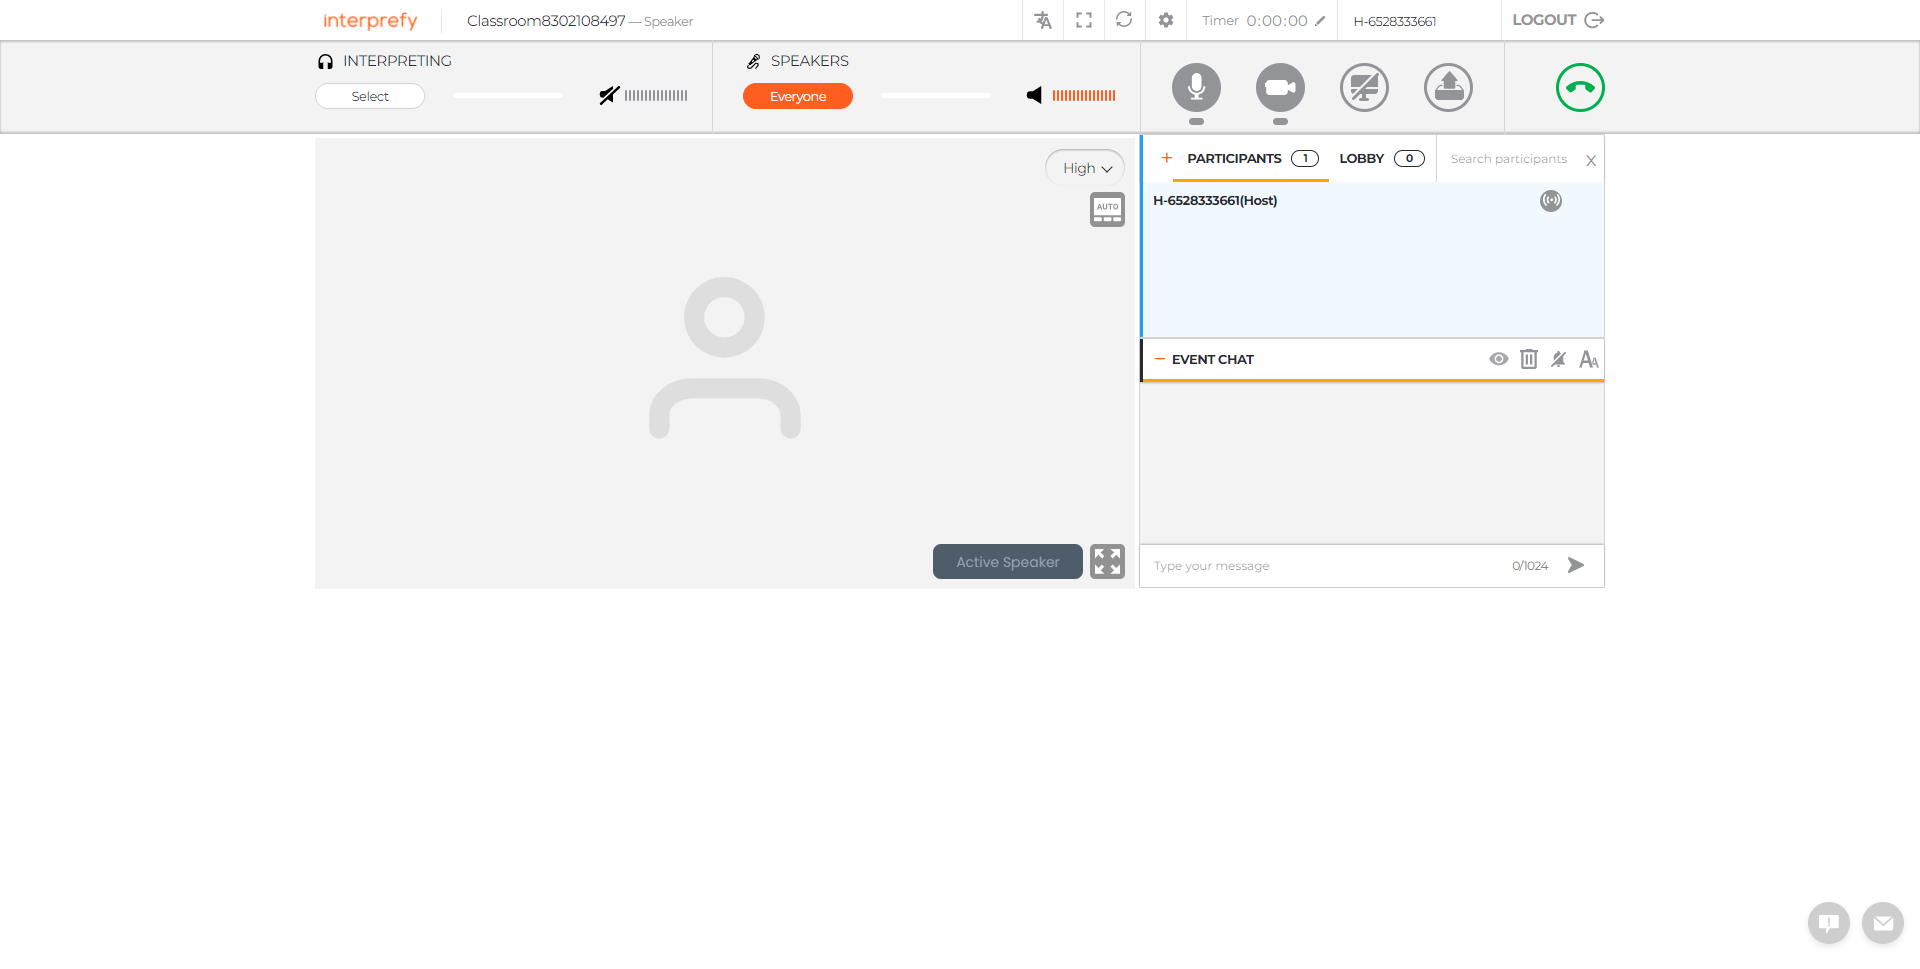 interprefy
Classroom8302108497 — Speaker
Timer 0:00:00
H-6528333661
LOGOUT
INTERPRETING
Select
SPEAKERS
Everyone
High
AUTO
Active Speaker
+ PARTICIPANTS 1
LOBBY 0
Search participants
X
H-6528333661(Host)
− EVENT CHAT
AA
Type your message
0/1024